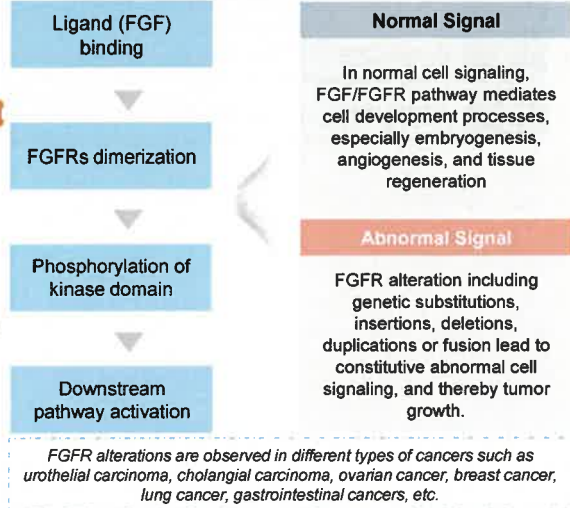 Ligand (FGF)
binding
FGFRs dimerization
Phosphorylation of
kinase domain
Downstream
pathway activation
Normal Signal
In normal cell signaling,
FGF/FGFR pathway mediates
cell development processes,
especially embryogenesis,
angiogenesis, and tissue
regeneration
Abnormal Signal
FGFR alteration including
genetic substitutions,
insertions, deletions,
duplications or fusion lead to
constitutive abnormal cell
signaling, and thereby tumor
growth.
FGFR alterations are observed in different types of cancers such as
urothelial carcinoma, cholangial carcinoma, ovarian cancer, breast cancer,
lung cancer, gastrointestinal cancers, etc.